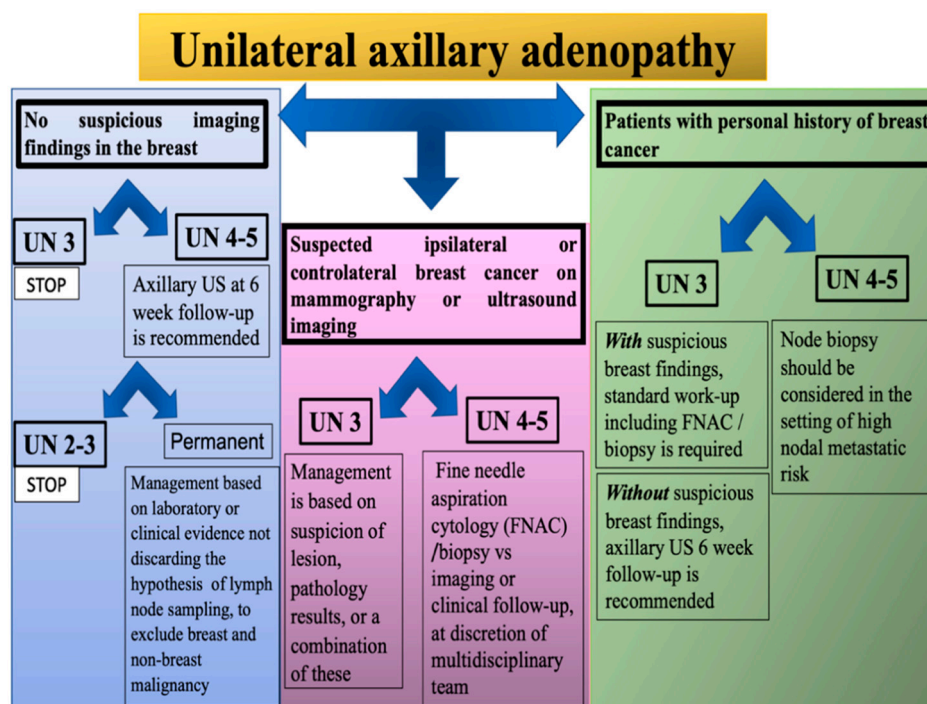 Unilateral axillary adenopathy
No suspicious imaging
findings in the breast
UN 3
STOP
UN 4-5
Axillary US at 6
week follow-up
is recommended
UN 2-3
STOP
Permanent
Management based
on laboratory or
clinical evidence not
discarding the
hypothesis of lymph
node sampling, to
exclude breast and
non-breast
malignancy
Suspected ipsilateral or
controlateral breast cancer on
mammography or ultrasound
imaging
UN 3
Management
is based on
suspicion of
lesion,
pathology
results, or a
combination
of these
UN 4-5
Fine needle
aspiration
cytology (FNAC)
/biopsy vs
imaging or
clinical follow-up,
at discretion of
multidisciplinary
team
Patients with personal history of breast
cancer
UN 3
With suspicious
breast findings,
standard work-up
including FNAC /
biopsy is required
Without suspicious
breast findings,
axillary US 6 week
follow-up is
recommended
UN 4-5
Node biopsy
should be
considered in the
setting of high
nodal metastatic
risk